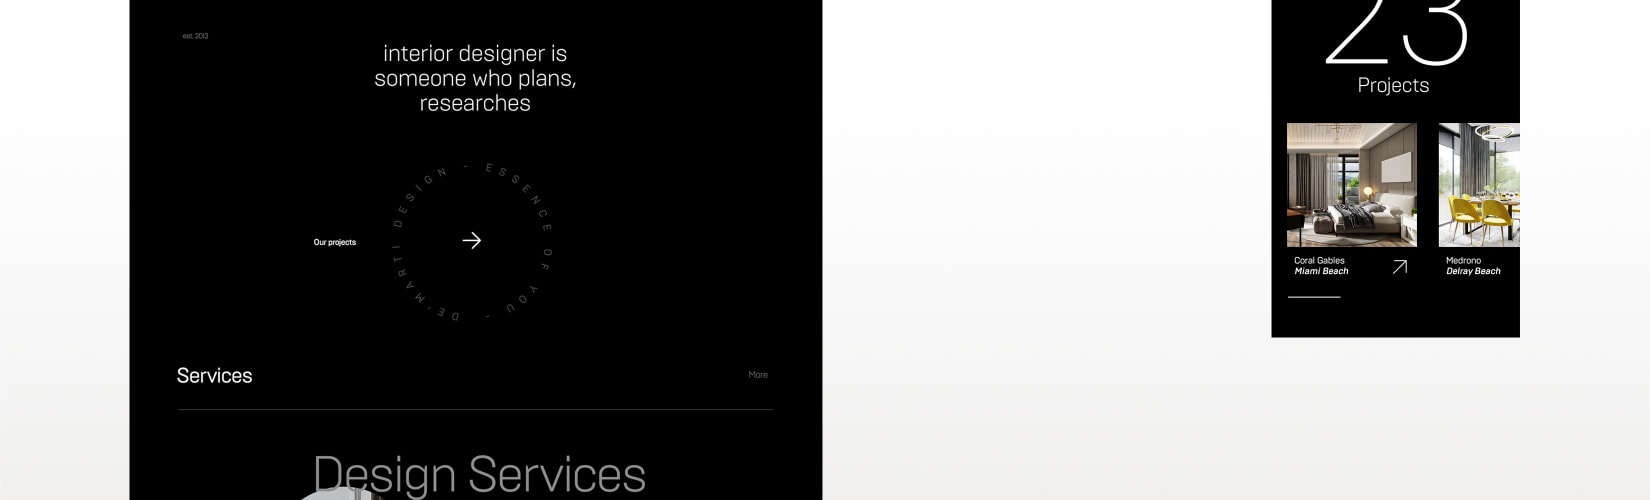 est. 2013
interior designer is
someone who plans,
researches
DE'MARTI DESIGN - ESSENCE OF YOU -
Our projects
Services
More
Design Services
23
Projects
Coral Gables
Miami Beach
Medrono
Delray Beach